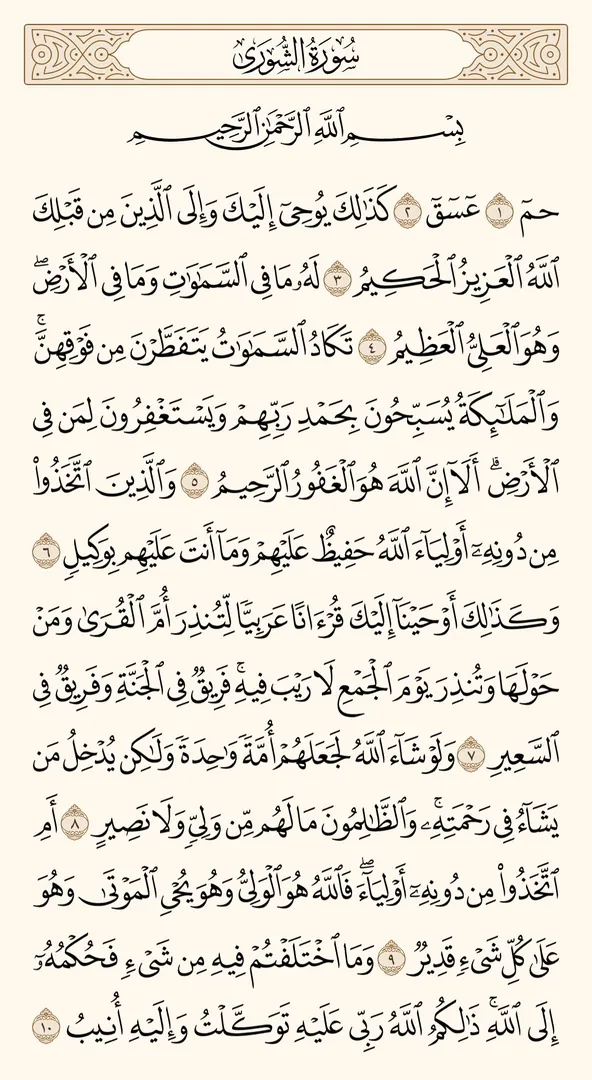 سُورَةُ الشُّورَىٰ
بِسْمِ ٱللَّهِ ٱلرَّحْمَٰنِ ٱلرَّحِيمِ
حمٓ ١ عٓسٓقٓ ٢ كَذَٰلِكَ يُوحِىٓ إِلَيْكَ وَإِلَى ٱلَّذِينَ مِن قَبْلِكَ
ٱللَّهُ ٱلْعَزِيزُ ٱلْحَكِيمُ ٣ لَهُۥ مَا فِى ٱلسَّمَٰوَٰتِ وَمَا فِى ٱلْأَرْضِۖ
وَهُوَ ٱلْعَلِىُّ ٱلْعَظِيمُ ٤ تَكَادُ ٱلسَّمَٰوَٰتُ يَتَفَطَّرْنَ مِن فَوْقِهِنَّۚ
وَٱلْمَلَٰٓئِكَةُ يُسَبِّحُونَ بِحَمْدِ رَبِّهِمْ وَيَسْتَغْفِرُونَ لِمَن فِى
ٱلْأَرْضِۗ أَلَآ إِنَّ ٱللَّهَ هُوَ ٱلْغَفُورُ ٱلرَّحِيمُ ٥ وَٱلَّذِينَ ٱتَّخَذُوا۟
مِن دُونِهِۦٓ أَوْلِيَآءَ ٱللَّهُ حَفِيظٌ عَلَيْهِمْ وَمَآ أَنتَ عَلَيْهِم بِوَكِيلٍ ٦
وَكَذَٰلِكَ أَوْحَيْنَآ إِلَيْكَ قُرْءَانًا عَرَبِيًّا لِّتُنذِرَ أُمَّ ٱلْقُرَىٰ وَمَنْ
حَوْلَهَا وَتُنذِرَ يَوْمَ ٱلْجَمْعِ لَا رَيْبَ فِيهِۚ فَرِيقٌ فِى ٱلْجَنَّةِ وَفَرِيقٌ فِى
ٱلسَّعِيرِ ٧ وَلَوْ شَآءَ ٱللَّهُ لَجَعَلَهُمْ أُمَّةً وَٰحِدَةً وَلَٰكِن يُدْخِلُ مَن
يَشَآءُ فِى رَحْمَتِهِۦۚ وَٱلظَّٰلِمُونَ مَا لَهُم مِّن وَلِىٍّ وَلَا نَصِيرٍ ٨ أَمِ
ٱتَّخَذُوا۟ مِن دُونِهِۦٓ أَوْلِيَآءَۖ فَٱللَّهُ هُوَ ٱلْوَلِىُّ وَهُوَ يُحْىِ ٱلْمَوْتَىٰ وَهُوَ
عَلَىٰ كُلِّ شَىْءٍ قَدِيرٌ ٩ وَمَا ٱخْتَلَفْتُمْ فِيهِ مِن شَىْءٍ فَحُكْمُهُۥٓ
إِلَى ٱللَّهِۚ ذَٰلِكُمُ ٱللَّهُ رَبِّى عَلَيْهِ تَوَكَّلْتُ وَإِلَيْهِ أُنِيبُ ١٠